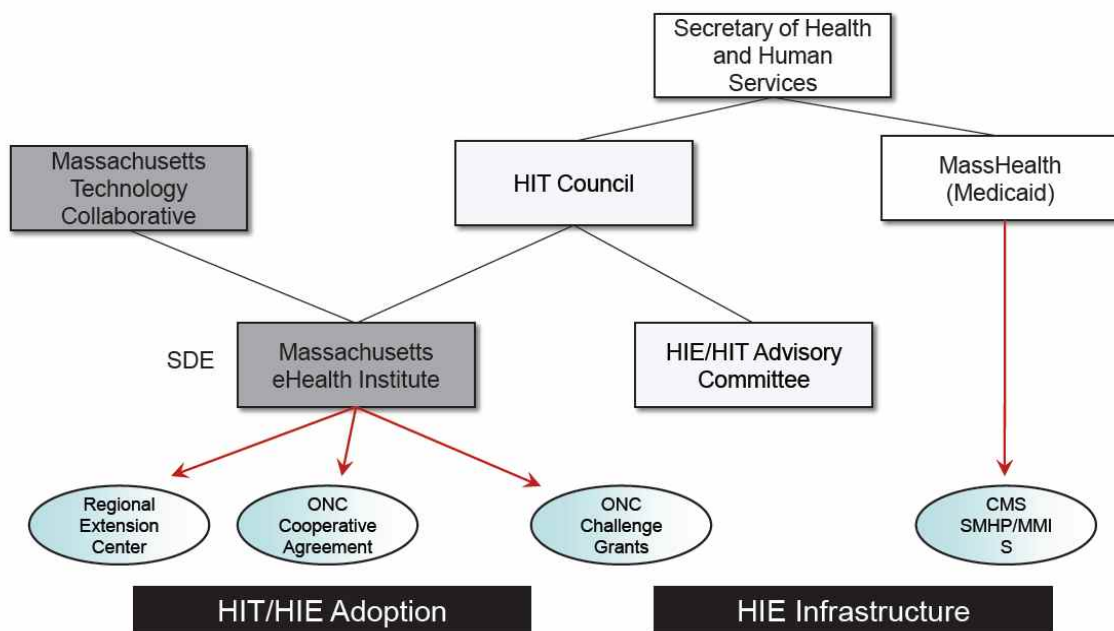 Secretary of Health
and Human
Services
Massachusetts
Technology
Collaborative
HIT Council
MassHealth
(Medicaid)
SDE
Massachusetts
eHealth Institute
HIE/HIT Advisory
Committee
Regional
Extension
Center
ONC
Cooperative
Agreement
ONC
Challenge
Grants
CMS
SMHP/MMI
S
HIT/HIE Adoption
HIE Infrastructure